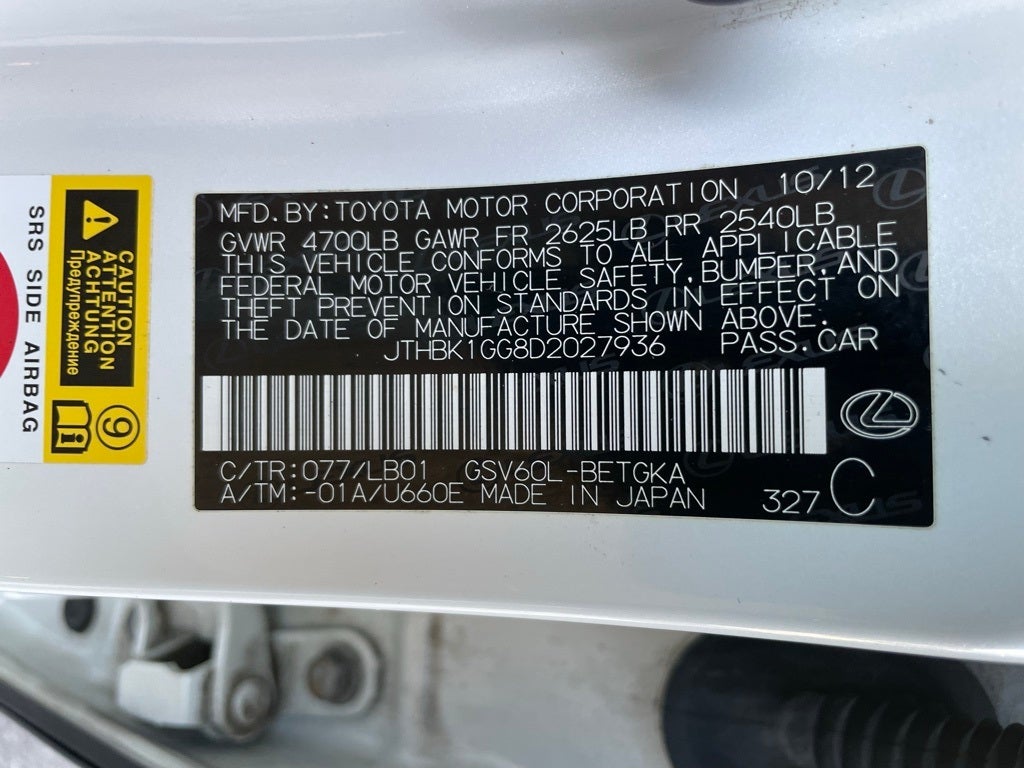 SRS SIDE AIRBAG
CAUTION
ATTENTION
ACHTUNG
Предупреждение
9
MFD.BY:TOYOTA MOTOR CORPORATION 10/12
GVWR 4700LB GAWR FR 2625LB RR 2540LB
THIS VEHICLE CONFORMS TO ALL APPLICABLE
FEDERAL MOTOR VEHICLE SAFETY,BUMPER,AND
THEFT PREVENTION STANDARDS IN EFFECT ON
THE DATE OF MANUFACTURE SHOWN ABOVE.
JTHBK1GG8D2027936 PASS.CAR
C/TR:077/LB01 GSV60L-BETGKA
A/TM:-01A/U660E MADE IN JAPAN 327 C